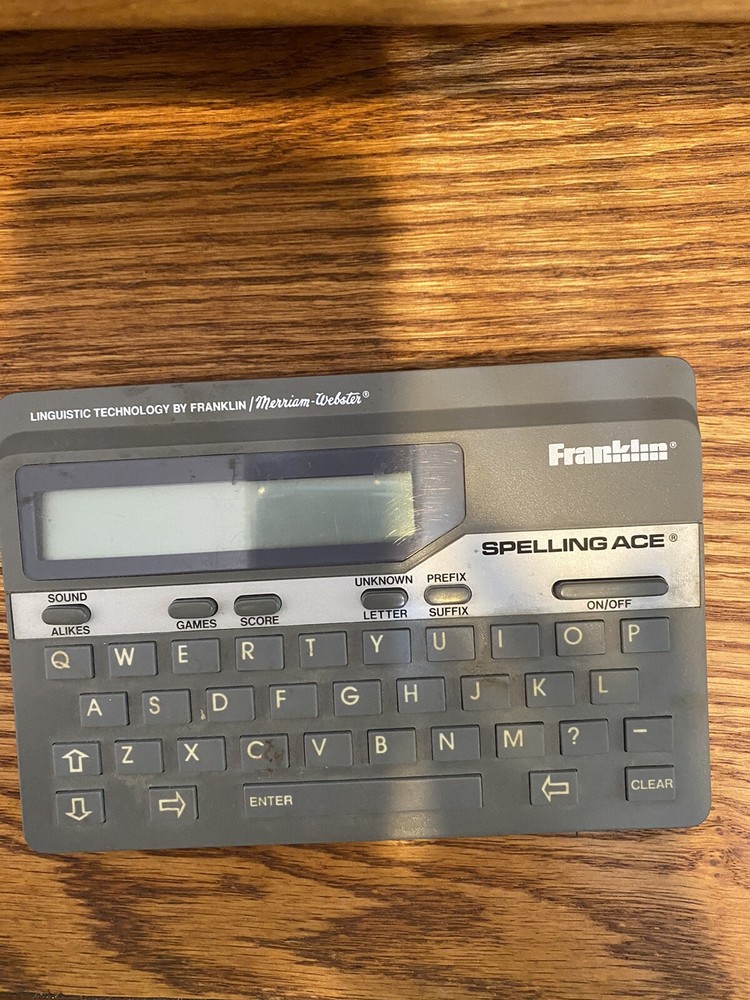 LINGUISTIC TECHNOLOGY BY FRANKLIN / Merriam-Webster®
Franklin®
SPELLING ACE®
SOUND
ALIKES
GAMES
SCORE
UNKNOWN
LETTER
PREFIX
SUFFIX
ON/OFF
Q W E R T Y U I O P
A S D F G H J K L
⇧ Z X C V B N M ? –
⇩ ⇨ ENTER ⇦ CLEAR